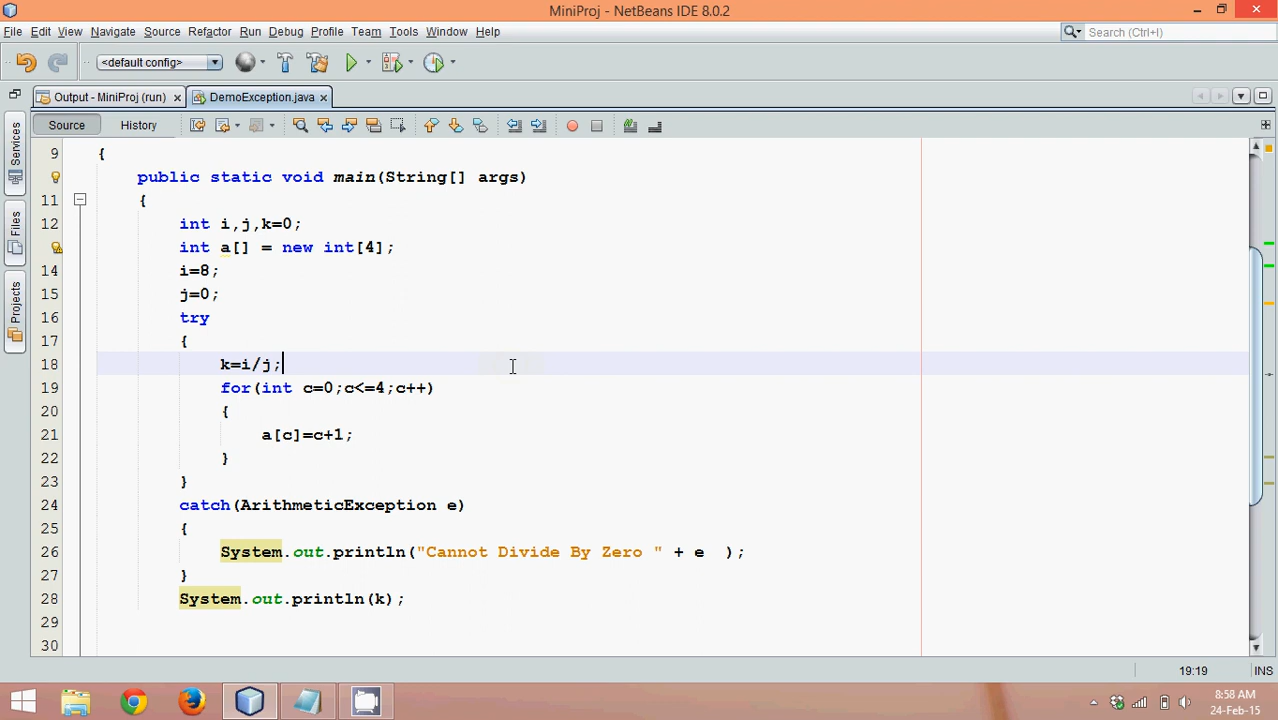 MiniProj - NetBeans IDE 8.0.2
File Edit View Navigate Source Refactor Run Debug Profile Team Tools Window Help
Search (Ctrl+I)
<default config>
Output - MiniProj (run) DemoException.java
Source History
Services
Files
Projects
9 {
public static void main(String[] args)
11 {
12 int i,j,k=0;
int a[] = new int[4];
14 i=8;
15 j=0;
16 try
17 {
18 k=i/j;
19 for(int c=0;c<=4;c++)
20 {
21 a[c]=c+1;
22 }
23 }
24 catch(ArithmeticException e)
25 {
26 System.out.println("Cannot Divide By Zero " + e );
27 }
28 System.out.println(k);
29
30
19:19 INS
8:58 AM
24-Feb-15